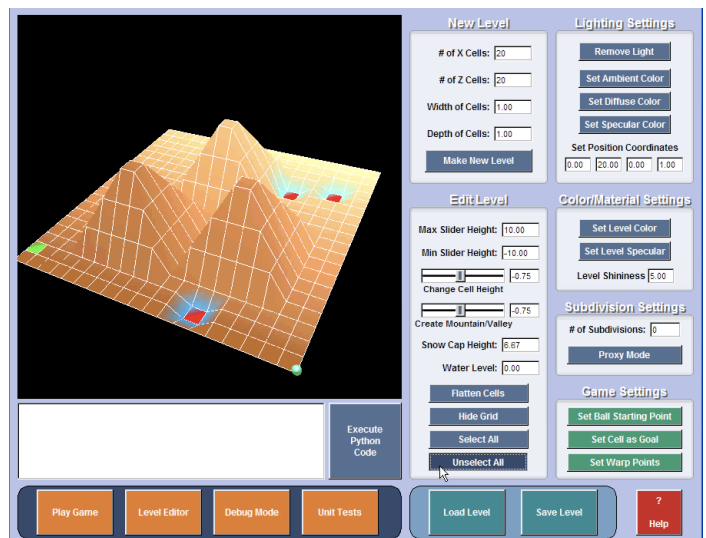 New Level
# of X Cells: 20
# of Z Cells: 20
Width of Cells: 1.00
Depth of Cells: 1.00
Make New Level
Lighting Settings
Remove Light
Set Ambient Color
Set Diffuse Color
Set Specular Color
Set Position Coordinates
0.00 20.00 0.00 1.00
Edit Level
Max Slider Height: 10.00
Min Slider Height: -10.00
-0.75
Change Cell Height
-0.75
Create Mountain/Valley
Snow Cap Height: 6.67
Water Level: 0.00
Flatten Cells
Hide Grid
Select All
Unselect All
Color/Material Settings
Set Level Color
Set Level Specular
Level Shininess 5.00
Subdivision Settings
# of Subdivisions: 0
Proxy Mode
Game Settings
Set Ball Starting Point
Set Cell as Goal
Set Warp Points
Execute
Python
Code
Play Game
Level Editor
Debug Mode
Unit Tests
Load Level
Save Level
?
Help